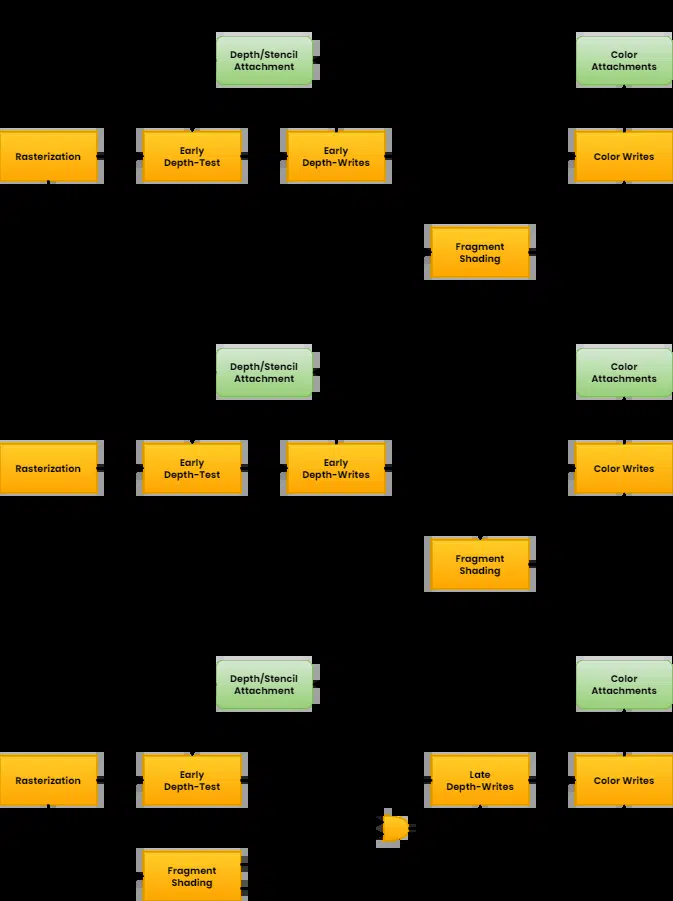 Depth/Stencil
Attachment
Color
Attachments
Rasterization
Early
Depth-Test
Early
Depth-Writes
Color Writes
Fragment
Shading
Depth/Stencil
Attachment
Color
Attachments
Rasterization
Early
Depth-Test
Early
Depth-Writes
Color Writes
Fragment
Shading
Depth/Stencil
Attachment
Color
Attachments
Rasterization
Early
Depth-Test
Late
Depth-Writes
Color Writes
Fragment
Shading